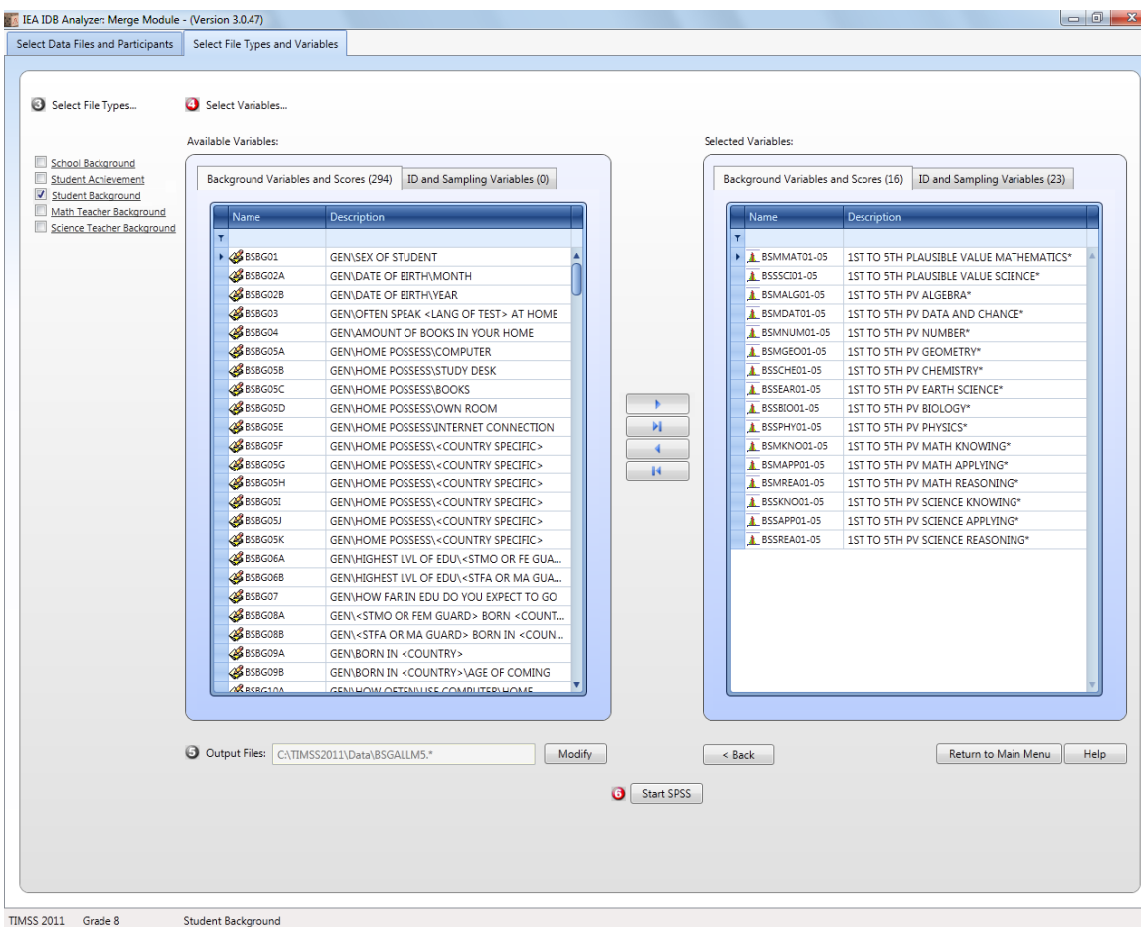 IEA IDB Analyzer: Merge Module - (Version 3.0.47)
Select Data Files and Participants
Select File Types and Variables
3 Select File Types...
4 Select Variables...
School Background
Student Achievement
Student Background
Math Teacher Background
Science Teacher Background
Available Variables:
Background Variables and Scores (294)
ID and Sampling Variables (0)
Name Description
BSBG01 GEN\SEX OF STUDENT
BSBG02A GEN\DATE OF BIRTH\MONTH
BSBG02B GEN\DATE OF BIRTH\YEAR
BSBG03 GEN\OFTEN SPEAK <LANG OF TEST> AT HOME
BSBG04 GEN\AMOUNT OF BOOKS IN YOUR HOME
BSBG05A GEN\HOME POSSESS\COMPUTER
BSBG05B GEN\HOME POSSESS\STUDY DESK
BSBG05C GEN\HOME POSSESS\BOOKS
BSBG05D GEN\HOME POSSESS\OWN ROOM
BSBG05E GEN\HOME POSSESS\INTERNET CONNECTION
BSBG05F GEN\HOME POSSESS\<COUNTRY SPECIFIC>
BSBG05G GEN\HOME POSSESS\<COUNTRY SPECIFIC>
BSBG05H GEN\HOME POSSESS\<COUNTRY SPECIFIC>
BSBG05I GEN\HOME POSSESS\<COUNTRY SPECIFIC>
BSBG05J GEN\HOME POSSESS\<COUNTRY SPECIFIC>
BSBG05K GEN\HOME POSSESS\<COUNTRY SPECIFIC>
BSBG06A GEN\HIGHEST LVL OF EDU\<STMO OR FE GUA...
BSBG06B GEN\HIGHEST LVL OF EDU\<STFA OR MA GUA...
BSBG07 GEN\HOW FAR IN EDU DO YOU EXPECT TO GO
BSBG08A GEN\<STMO OR FEM GUARD> BORN <COUNT...
BSBG08B GEN\<STFA OR MA GUARD> BORN IN <COUN...
BSBG09A GEN\BORN IN <COUNTRY>
BSBG09B GEN\BORN IN <COUNTRY>\AGE OF COMING
BSBG10A GEN\HOW OFTEN\USE COMPUTER\HOME
Selected Variables:
Background Variables and Scores (16)
ID and Sampling Variables (23)
Name Description
BSMMAT01-05 1ST TO 5TH PLAUSIBLE VALUE MATHEMATICS*
BSSSCI01-05 1ST TO 5TH PLAUSIBLE VALUE SCIENCE*
BSMALG01-05 1ST TO 5TH PV ALGEBRA*
BSMDAT01-05 1ST TO 5TH PV DATA AND CHANCE*
BSMNUM01-05 1ST TO 5TH PV NUMBER*
BSMGEO01-05 1ST TO 5TH PV GEOMETRY*
BSSCHE01-05 1ST TO 5TH PV CHEMISTRY*
BSSEAR01-05 1ST TO 5TH PV EARTH SCIENCE*
BSSBIO01-05 1ST TO 5TH PV BIOLOGY*
BSSPHY01-05 1ST TO 5TH PV PHYSICS*
BSMKNO01-05 1ST TO 5TH PV MATH KNOWING*
BSMAPP01-05 1ST TO 5TH PV MATH APPLYING*
BSMREA01-05 1ST TO 5TH PV MATH REASONING*
BSSKNO01-05 1ST TO 5TH PV SCIENCE KNOWING*
BSSAPP01-05 1ST TO 5TH PV SCIENCE APPLYING*
BSSREA01-05 1ST TO 5TH PV SCIENCE REASONING*
5 Output Files: C:\TIMSS2011\Data\BSGALLM5.* Modify
< Back
Return to Main Menu
Help
6 Start SPSS
TIMSS 2011 Grade 8 Student Background